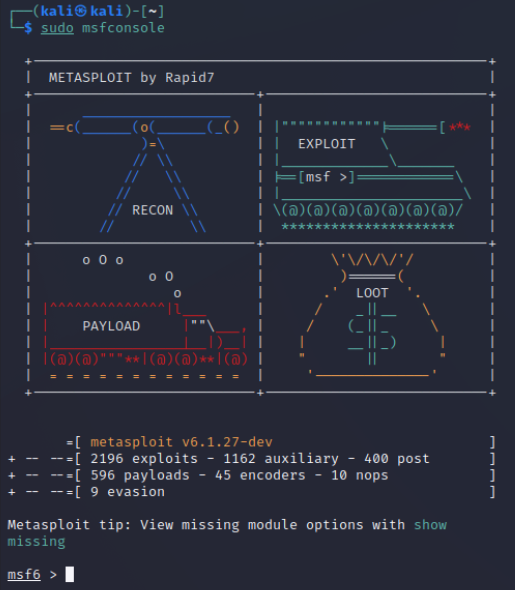 (kali㉿kali)-[~]
$ sudo msfconsole
METASPLOIT by Rapid7
EXPLOIT
[msf >]
RECON
o O o
o O
o
PAYLOAD
LOOT
=[ metasploit v6.1.27-dev ]
+ -- --=[ 2196 exploits - 1162 auxiliary - 400 post ]
+ -- --=[ 596 payloads - 45 encoders - 10 nops ]
+ -- --=[ 9 evasion ]
Metasploit tip: View missing module options with show
missing
msf6 >